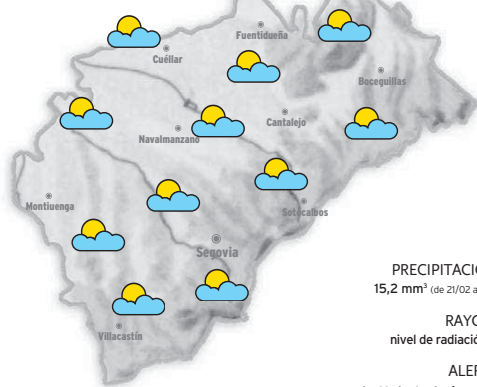 Fuentidueña
Cuéllar
Boceguillas
Cantalejo
Navalmanzano
Montiuenga
Sotocalbos
Segovia
PRECIPITACIO
15,2 mm³ (de 21/02 a
RAYO
nivel de radiació
ALER
Villacastín